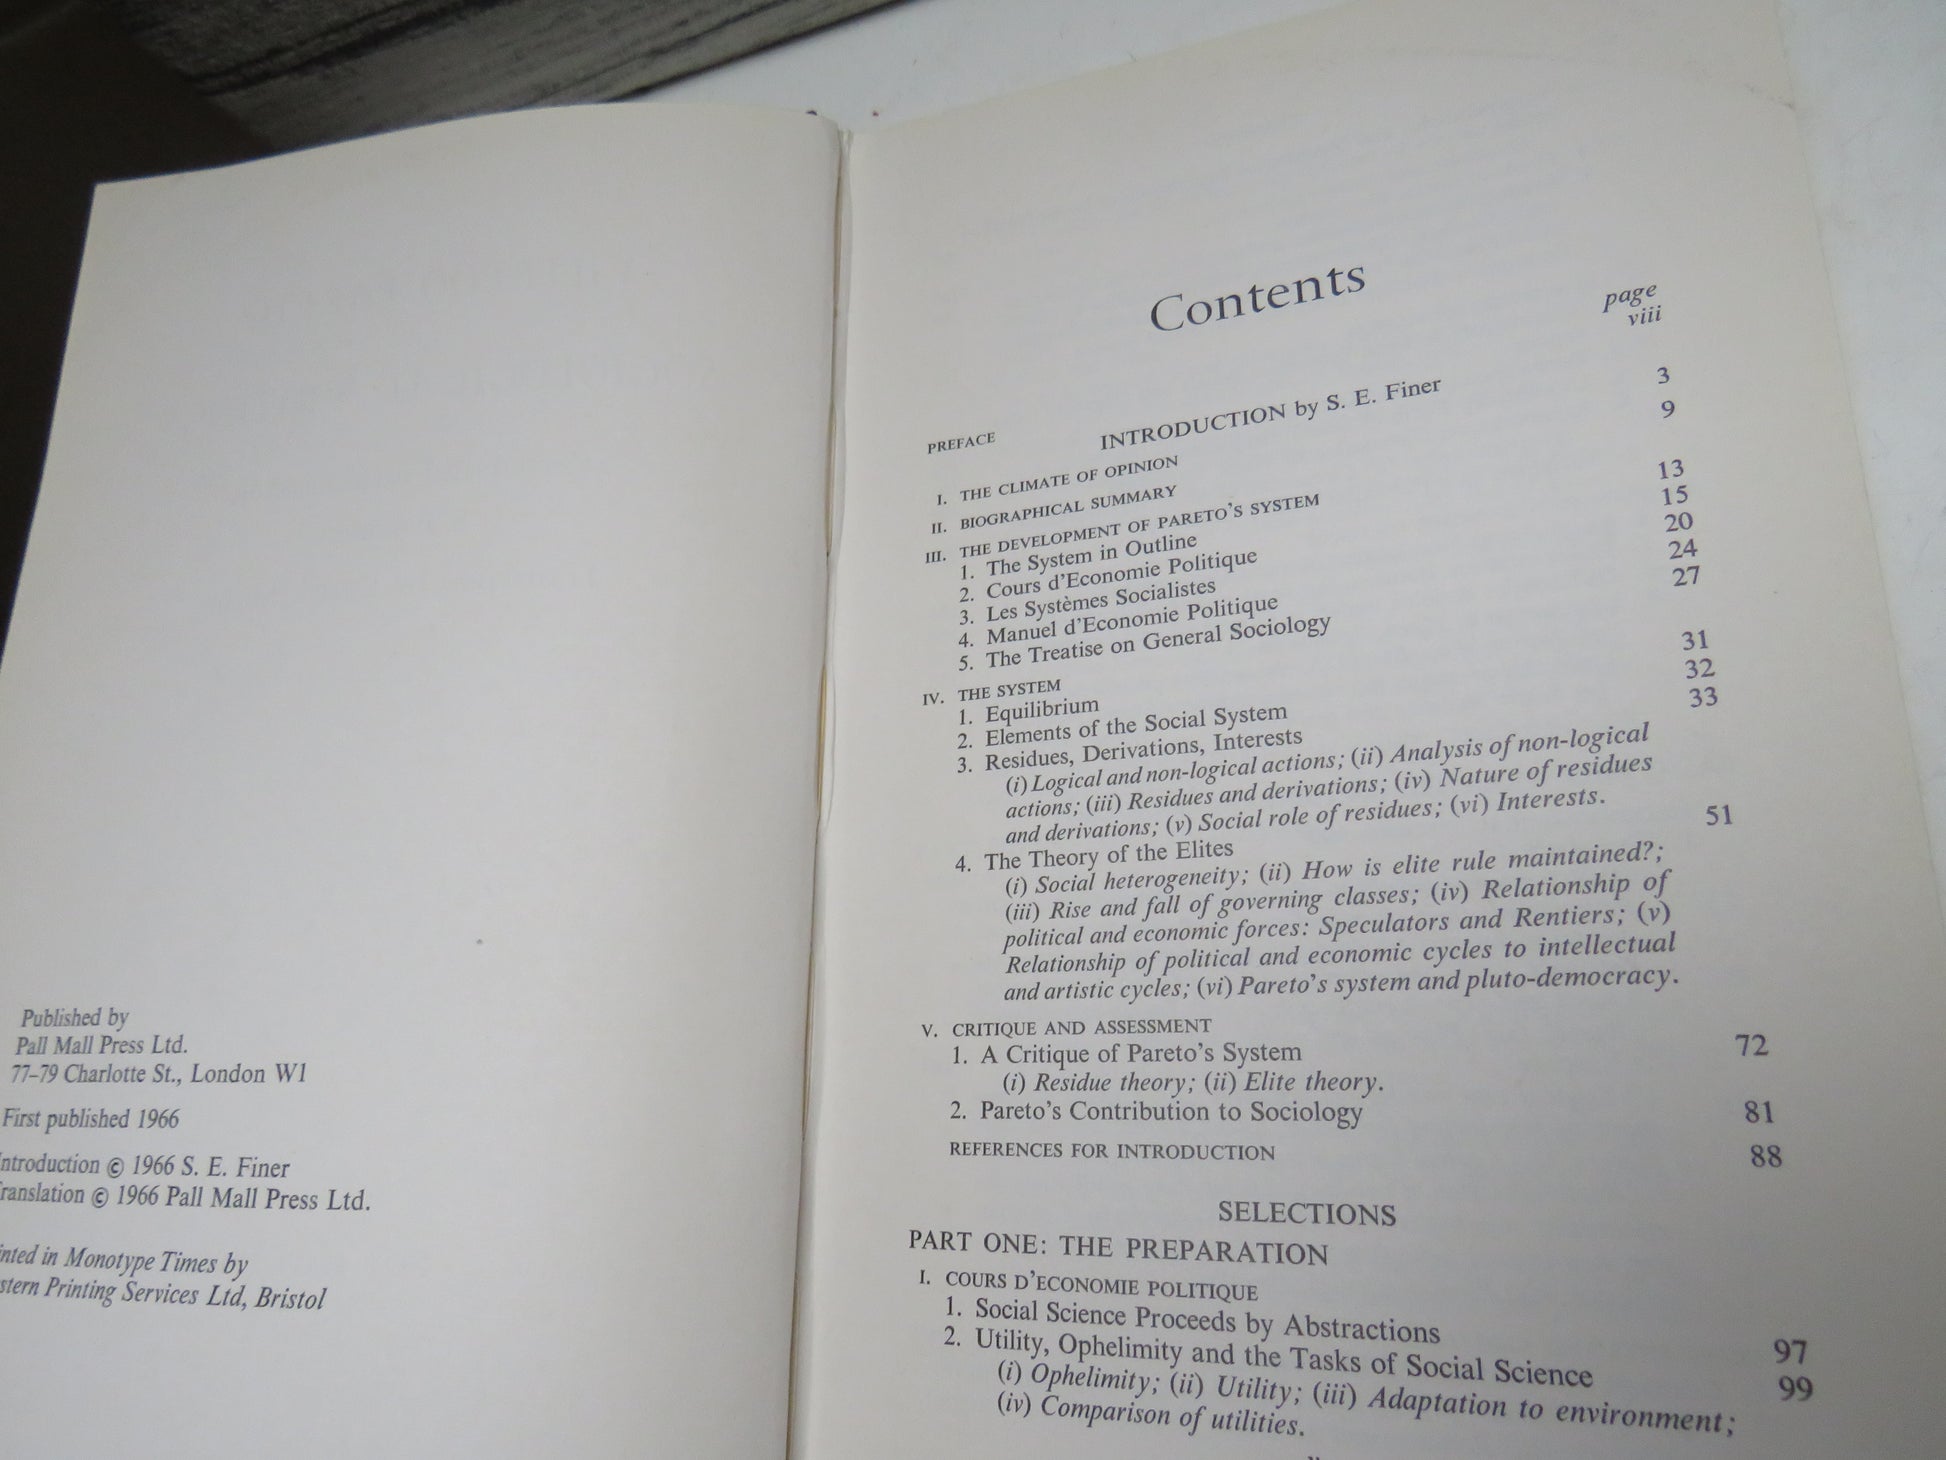 Published by
Pall Mall Press Ltd.
77–79 Charlotte St., London W1
First published 1966
Introduction © 1966 S. E. Finer
Translation © 1966 Pall Mall Press Ltd.
Printed in Monotype Times by
stern Printing Services Ltd, Bristol
Contents
page
PREFACE viii
INTRODUCTION by S. E. Finer
I. THE CLIMATE OF OPINION 3
II. BIOGRAPHICAL SUMMARY 9
III. THE DEVELOPMENT OF PARETO'S SYSTEM
1. The System in Outline 13
2. Cours d'Economie Politique 15
3. Les Systèmes Socialistes 20
4. Manuel d'Economie Politique 24
5. The Treatise on General Sociology 27
IV. THE SYSTEM
1. Equilibrium 31
2. Elements of the Social System 32
3. Residues, Derivations, Interests 33
(i) Logical and non-logical actions; (ii) Analysis of non-logical
actions; (iii) Residues and derivations; (iv) Nature of residues
and derivations; (v) Social role of residues; (vi) Interests.
4. The Theory of the Elites 51
(i) Social heterogeneity; (ii) How is elite rule maintained?;
(iii) Rise and fall of governing classes; (iv) Relationship of
political and economic forces: Speculators and Rentiers; (v)
Relationship of political and economic cycles to intellectual
and artistic cycles; (vi) Pareto's system and pluto-democracy.
V. CRITIQUE AND ASSESSMENT
1. A Critique of Pareto's System 72
(i) Residue theory; (ii) Elite theory.
2. Pareto's Contribution to Sociology 81
REFERENCES FOR INTRODUCTION 88
SELECTIONS
PART ONE: THE PREPARATION
I. COURS D'ECONOMIE POLITIQUE
1. Social Science Proceeds by Abstractions 97
2. Utility, Ophelimity and the Tasks of Social Science 99
(i) Ophelimity; (ii) Utility; (iii) Adaptation to environment;
(iv) Comparison of utilities.